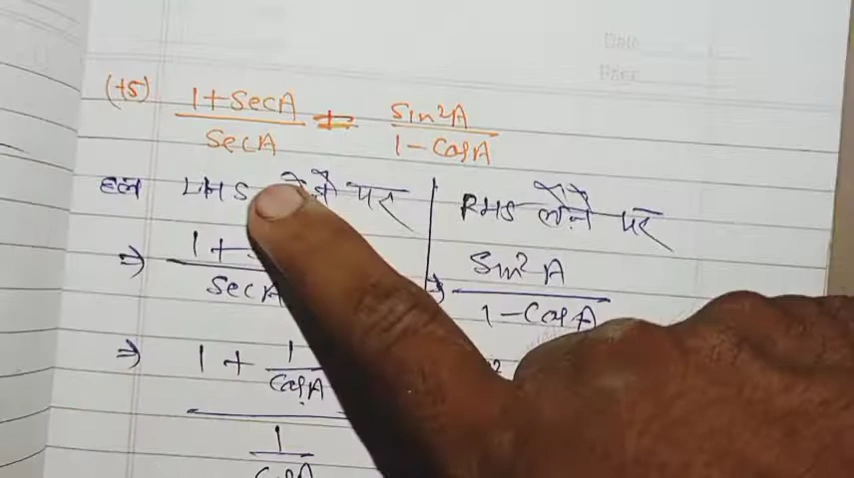 Date
Page
(15) 1+SecA/SecA = Sin²A/1-CosA
हल LHS लेने पर
⇒ 1+
SecA
⇒ 1 + 1/CosA
1/CosA
RHS लेने पर
⇒ Sin²A/1-CosA